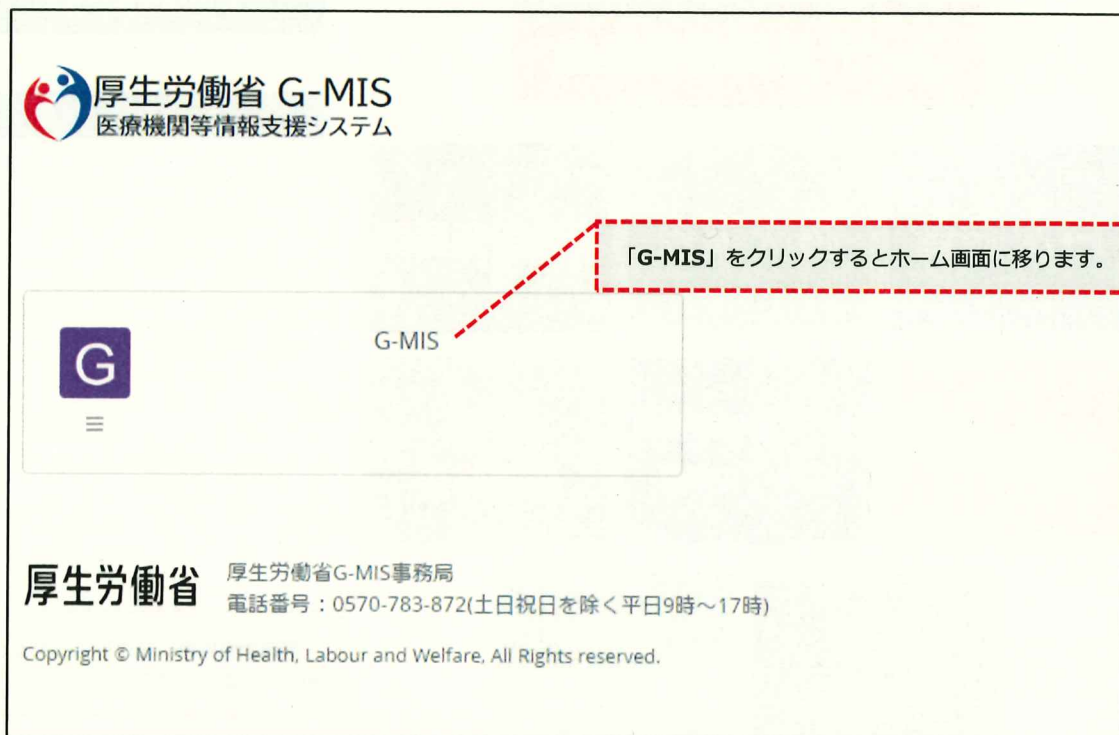 厚生労働省 G-MIS
医療機関等情報支援システム
「G-MIS」をクリックするとホーム画面に移ります。
G-MIS
G
厚生労働省
厚生労働省G-MIS事務局
電話番号：0570-783-872(土日祝日を除く平日9時～17時)
Copyright © Ministry of Health, Labour and Welfare, All Rights reserved.